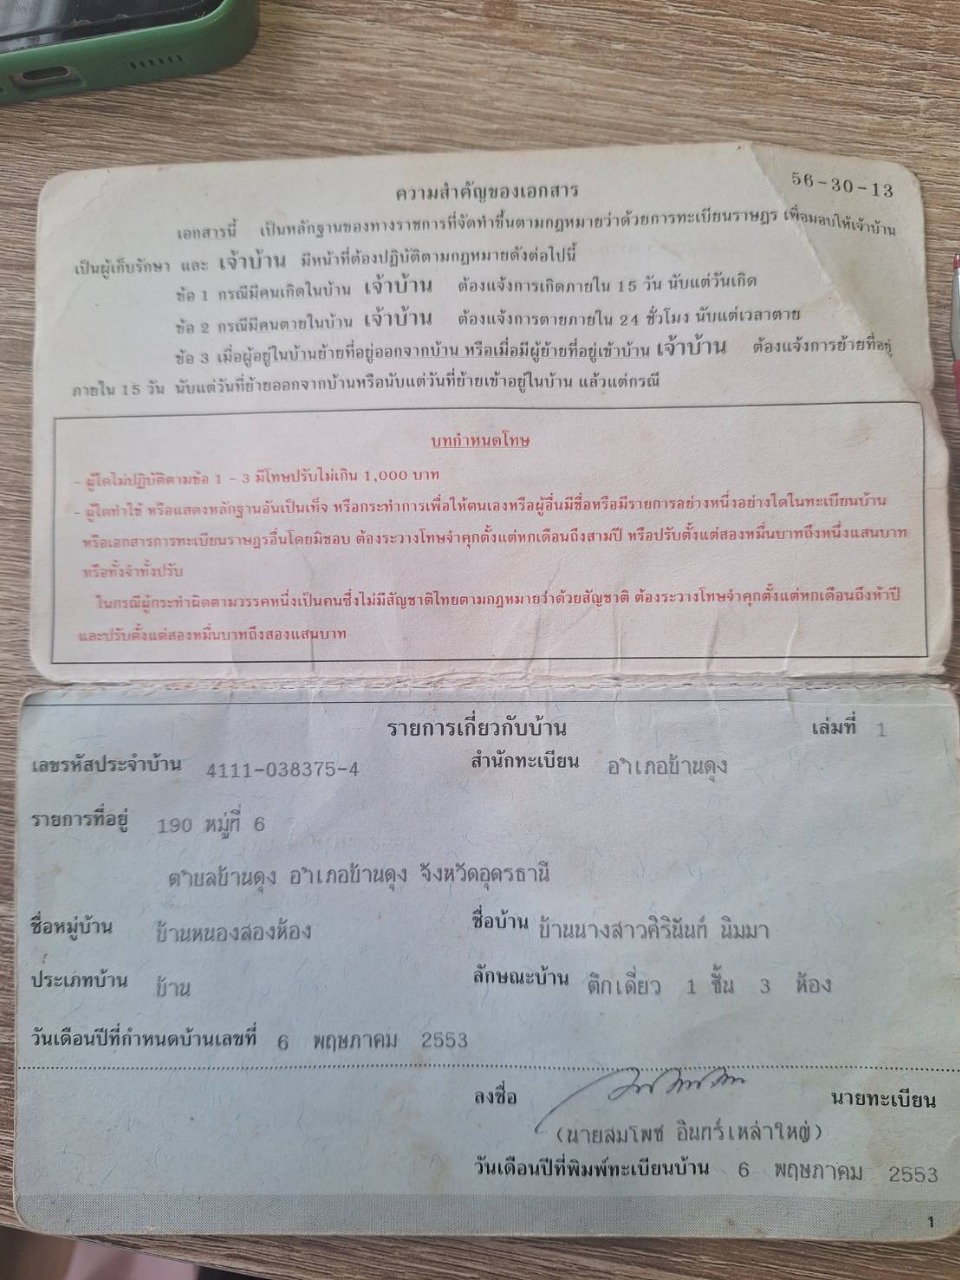 56-30-13
ความสำคัญของเอกสาร
เอกสารนี้ เป็นหลักฐานของทางราชการที่จัดทำขึ้นตามกฎหมายว่าด้วยการทะเบียนราษฎร เพื่อมอบให้เจ้าบ้าน
เป็นผู้เก็บรักษา และ เจ้าบ้าน มีหน้าที่ต้องปฏิบัติตามกฎหมายดังต่อไปนี้
ข้อ 1 กรณีมีคนเกิดในบ้าน เจ้าบ้าน ต้องแจ้งการเกิดภายใน 15 วัน นับแต่วันเกิด
ข้อ 2 กรณีมีคนตายในบ้าน เจ้าบ้าน ต้องแจ้งการตายภายใน 24 ชั่วโมง นับแต่เวลาตาย
ข้อ 3 เมื่อผู้อยู่ในบ้านย้ายที่อยู่ออกจากบ้าน หรือเมื่อมีผู้ย้ายที่อยู่เข้าบ้าน เจ้าบ้าน ต้องแจ้งการย้ายที่อยู่
ภายใน 15 วัน นับแต่วันที่ย้ายออกจากบ้านหรือนับแต่วันที่ย้ายเข้าอยู่ในบ้าน แล้วแต่กรณี
บทกำหนดโทษ
- ผู้ใดไม่ปฏิบัติตามข้อ 1 - 3 มีโทษปรับไม่เกิน 1,000 บาท
- ผู้ใดทำใช้ หรือแสดงหลักฐานอันเป็นเท็จ หรือกระทำการเพื่อให้ตนเองหรือผู้อื่นมีชื่อหรือมีรายการอย่างหนึ่งอย่างใดในทะเบียนบ้าน
หรือเอกสารการทะเบียนราษฎรอื่นโดยมิชอบ ต้องระวางโทษจำคุกตั้งแต่หกเดือนถึงสามปี หรือปรับตั้งแต่สองหมื่นบาทถึงหนึ่งแสนบาท
หรือทั้งจำทั้งปรับ
ในกรณีผู้กระทำผิดตามวรรคหนึ่งเป็นคนซึ่งไม่มีสัญชาติไทยตามกฎหมายว่าด้วยสัญชาติ ต้องระวางโทษจำคุกตั้งแต่หกเดือนถึงห้าปี
และปรับตั้งแต่สองหมื่นบาทถึงสองแสนบาท
รายการเกี่ยวกับบ้าน เล่มที่ 1
เลขรหัสประจำบ้าน 4111-038375-4 สำนักทะเบียน อำเภอบ้านดุง
รายการที่อยู่ 190 หมู่ที่ 6
ตำบลบ้านดุง อำเภอบ้านดุง จังหวัดอุดรธานี
ชื่อหมู่บ้าน บ้านหนองสองห้อง ชื่อบ้าน บ้านนางสาวศิรินันท์ นิมมา
ประเภทบ้าน บ้าน ลักษณะบ้าน ตึกเดี่ยว 1 ชั้น 3 ห้อง
วันเดือนปีที่กำหนดบ้านเลขที่ 6 พฤษภาคม 2553
ลงชื่อ นายทะเบียน
(นายสมโพช อินทร์เหล่าใหญ่)
วันเดือนปีที่พิมพ์ทะเบียนบ้าน 6 พฤษภาคม 2553
1